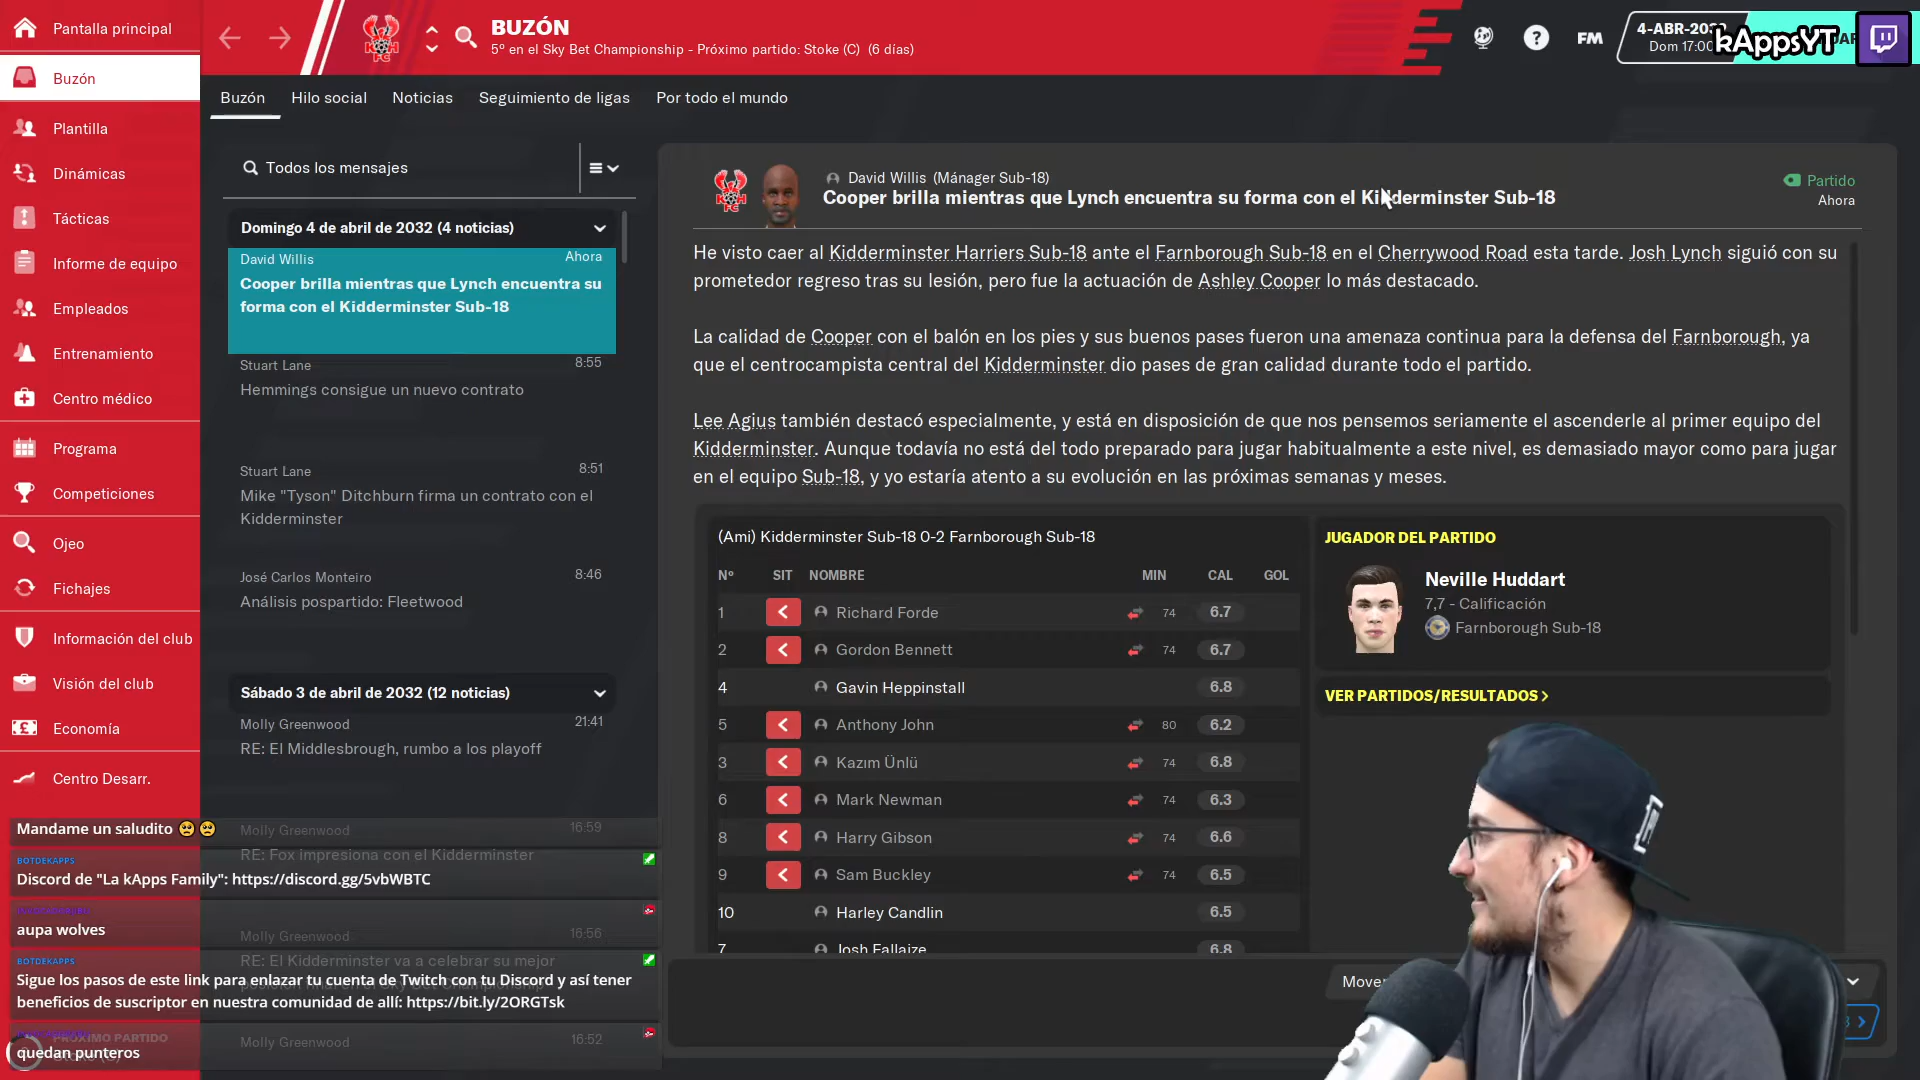 Pantalla principal
Buzón
Plantilla
Dinámicas
Tácticas
Informe de equipo
Empleados
Entrenamiento
Centro médico
Programa
Competiciones
Ojeo
Fichajes
Información del club
Visión del club
Economía
Centro Desarr.
BUZÓN
5º en el Sky Bet Championship - Próximo partido: Stoke (C) (6 días)
FM
4-ABR-2032
Dom 17:00
kAppsYT
Buzón
Hilo social
Noticias
Seguimiento de ligas
Por todo el mundo
Todos los mensajes
Domingo 4 de abril de 2032 (4 noticias)
David Willis
Ahora
Cooper brilla mientras que Lynch encuentra su
forma con el Kidderminster Sub-18
Stuart Lane
8:55
Hemmings consigue un nuevo contrato
Stuart Lane
8:51
Mike "Tyson" Ditchburn firma un contrato con el
Kidderminster
José Carlos Monteiro
8:46
Análisis pospartido: Fleetwood
Sábado 3 de abril de 2032 (12 noticias)
Molly Greenwood
21:41
RE: El Middlesbrough, rumbo a los playoff
Molly Greenwood
16:59
RE: Fox impresiona con el Kidderminster
Molly Greenwood
16:56
RE: El Kidderminster va a celebrar su mejor
Molly Greenwood
16:52
Mandame un saludito
BOTDEKAPPS
Discord de "La kApps Family": https://discord.gg/5vbWBTC
aupa wolves
BOTDEKAPPS
Sigue los pasos de este link para enlazar tu cuenta de Twitch con tu Discord y así tener
beneficios de suscriptor en nuestra comunidad de allí: https://bit.ly/2ORGTsk
PRÓXIMO PARTIDO
quedan punteros
David Willis (Mánager Sub-18)
Cooper brilla mientras que Lynch encuentra su forma con el Kidderminster Sub-18
Partido
Ahora
He visto caer al Kidderminster Harriers Sub-18 ante el Farnborough Sub-18 en el Cherrywood Road esta tarde. Josh Lynch siguió con su
prometedor regreso tras su lesión, pero fue la actuación de Ashley Cooper lo más destacado.
La calidad de Cooper con el balón en los pies y sus buenos pases fueron una amenaza continua para la defensa del Farnborough, ya
que el centrocampista central del Kidderminster dio pases de gran calidad durante todo el partido.
Lee Agius también destacó especialmente, y está en disposición de que nos pensemos seriamente el ascenderle al primer equipo del
Kidderminster. Aunque todavía no está del todo preparado para jugar habitualmente a este nivel, es demasiado mayor como para jugar
en el equipo Sub-18, y yo estaría atento a su evolución en las próximas semanas y meses.
(Ami) Kidderminster Sub-18 0-2 Farnborough Sub-18
Nº SIT NOMBRE MIN CAL GOL
1 Richard Forde 74 6.7
2 Gordon Bennett 74 6.7
4 Gavin Heppinstall 6.8
5 Anthony John 80 6.2
3 Kazım Ünlü 74 6.8
6 Mark Newman 74 6.3
8 Harry Gibson 74 6.6
9 Sam Buckley 74 6.5
10 Harley Candlin 6.5
7 Josh Fallaize 6.8
JUGADOR DEL PARTIDO
Neville Huddart
7,7 - Calificación
Farnborough Sub-18
VER PARTIDOS/RESULTADOS